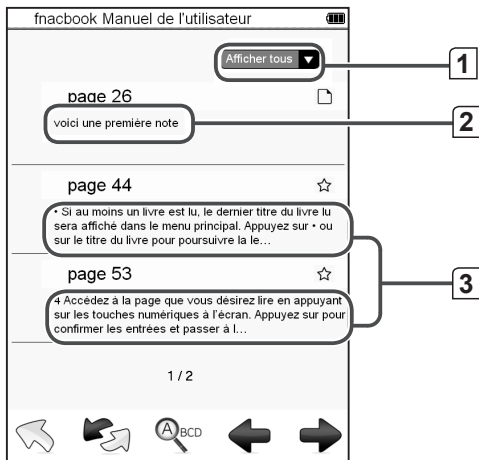 fnacbook Manuel de l'utilisateur
Afficher tous
1
page 26
voici une première note
2
page 44
• Si au moins un livre est lu, le dernier titre du livre lu
sera affiché dans le menu principal. Appuyez sur • ou
sur le titre du livre pour poursuivre la le...
page 53
3
4 Accédez à la page que vous désirez lire en appuyant
sur les touches numériques à l'écran. Appuyez sur pour
confirmer les entrées et passer à l...
1 / 2
A BCD